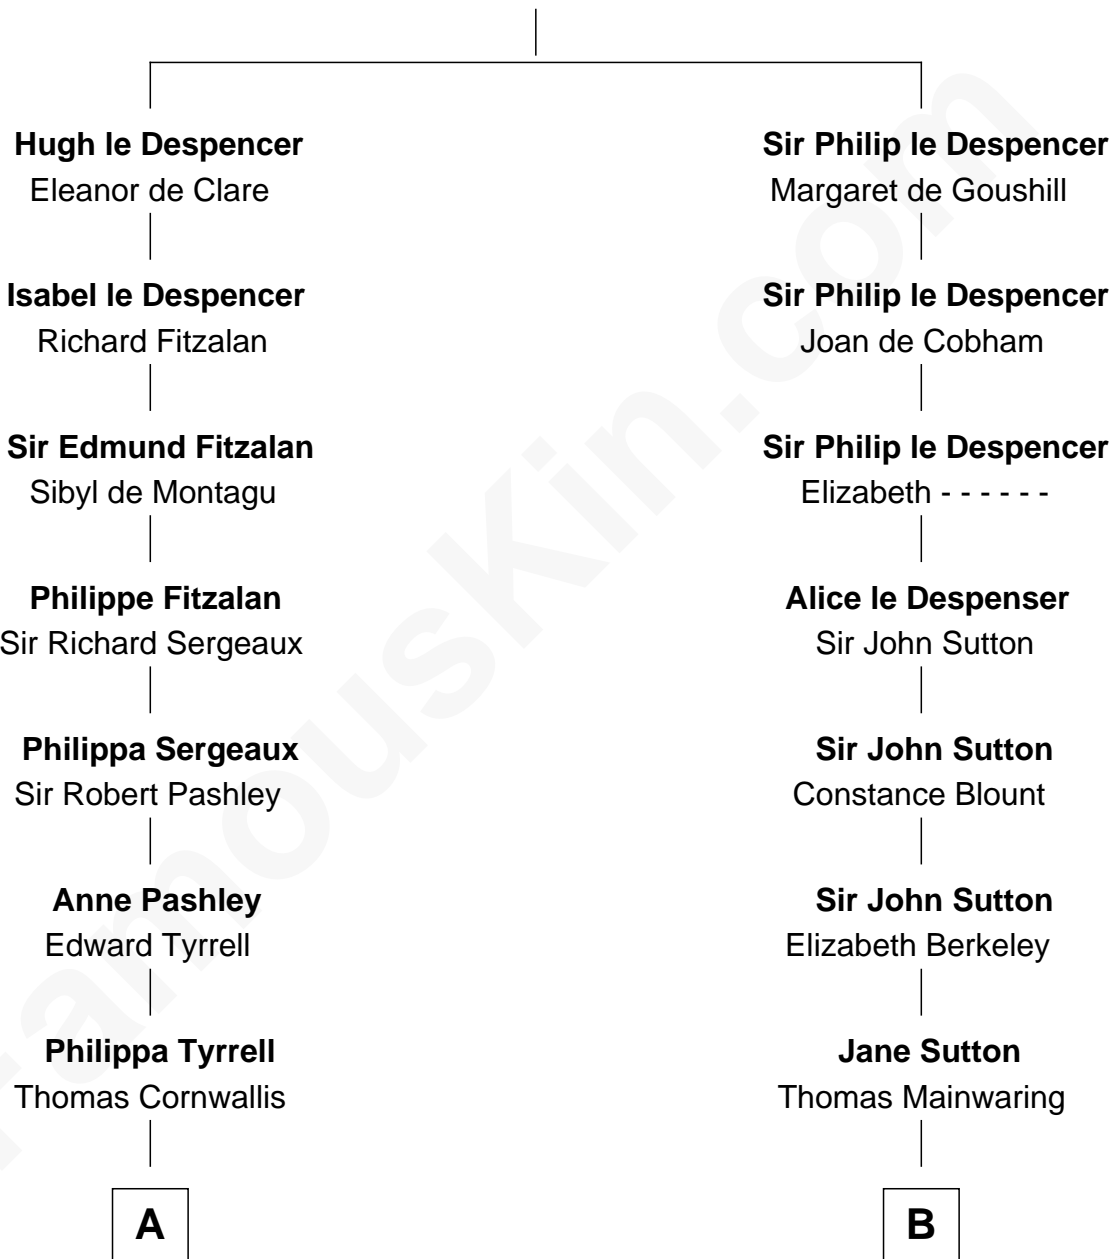 Hugh le Despencer
Eleanor de Clare
Sir Philip le Despencer
Margaret de Goushill
Isabel le Despencer
Richard Fitzalan
Sir Philip le Despencer
Joan de Cobham
Sir Edmund Fitzalan
Sibyl de Montagu
Sir Philip le Despencer
Elizabeth - - - - - -
Philippe Fitzalan
Sir Richard Sergeaux
Alice le Despenser
Sir John Sutton
Philippa Sergeaux
Sir Robert Pashley
Sir John Sutton
Constance Blount
Anne Pashley
Edward Tyrrell
Sir John Sutton
Elizabeth Berkeley
Philippa Tyrrell
Thomas Cornwallis
Jane Sutton
Thomas Mainwaring
A
B
FamousKin.com